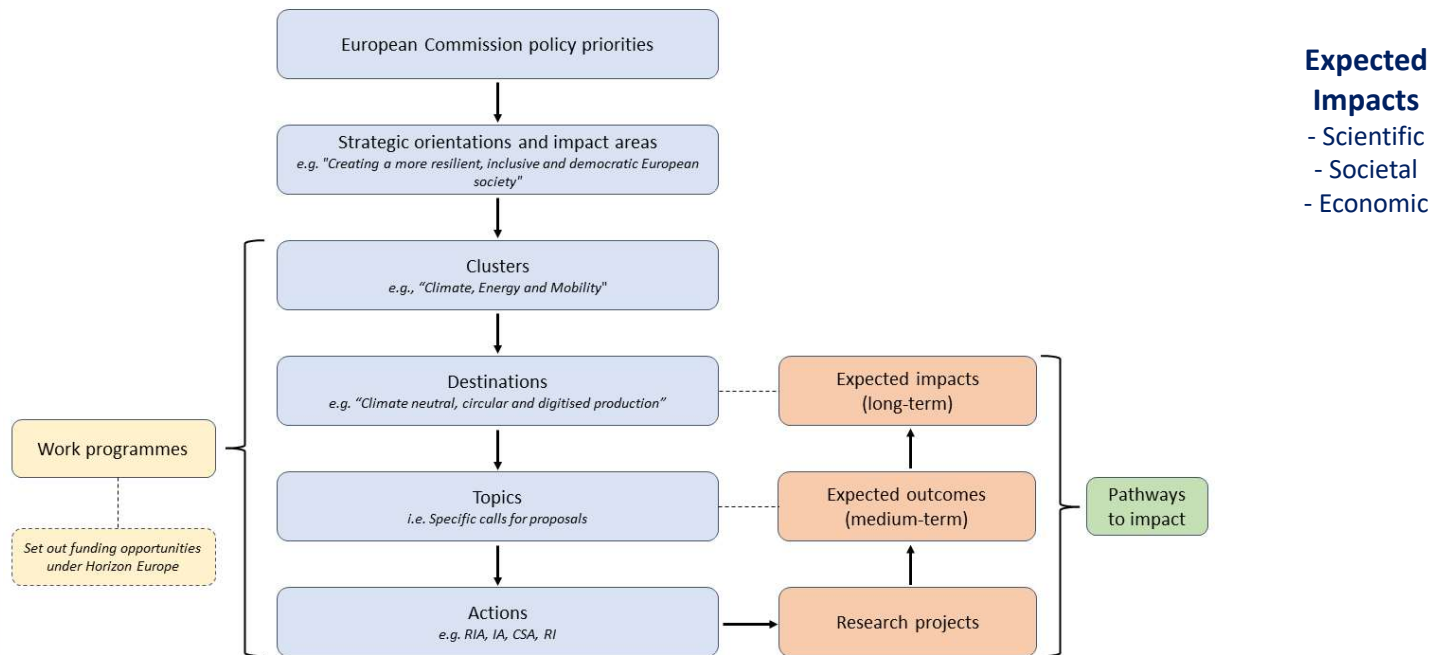 European Commission policy priorities
Expected
Impacts
- Scientific
- Societal
- Economic
Strategic orientations and impact areas
e.g. "Creating a more resilient, inclusive and democratic European
society"
Clusters
e.g., “Climate, Energy and Mobility"
Destinations
e.g. “Climate neutral, circular and digitised production”
Expected impacts
(long-term)
Work programmes
Topics
i.e. Specific calls for proposals
Expected outcomes
(medium-term)
Pathways
to impact
Set out funding opportunities
under Horizon Europe
Actions
e.g. RIA, IA, CSA, RI
Research projects